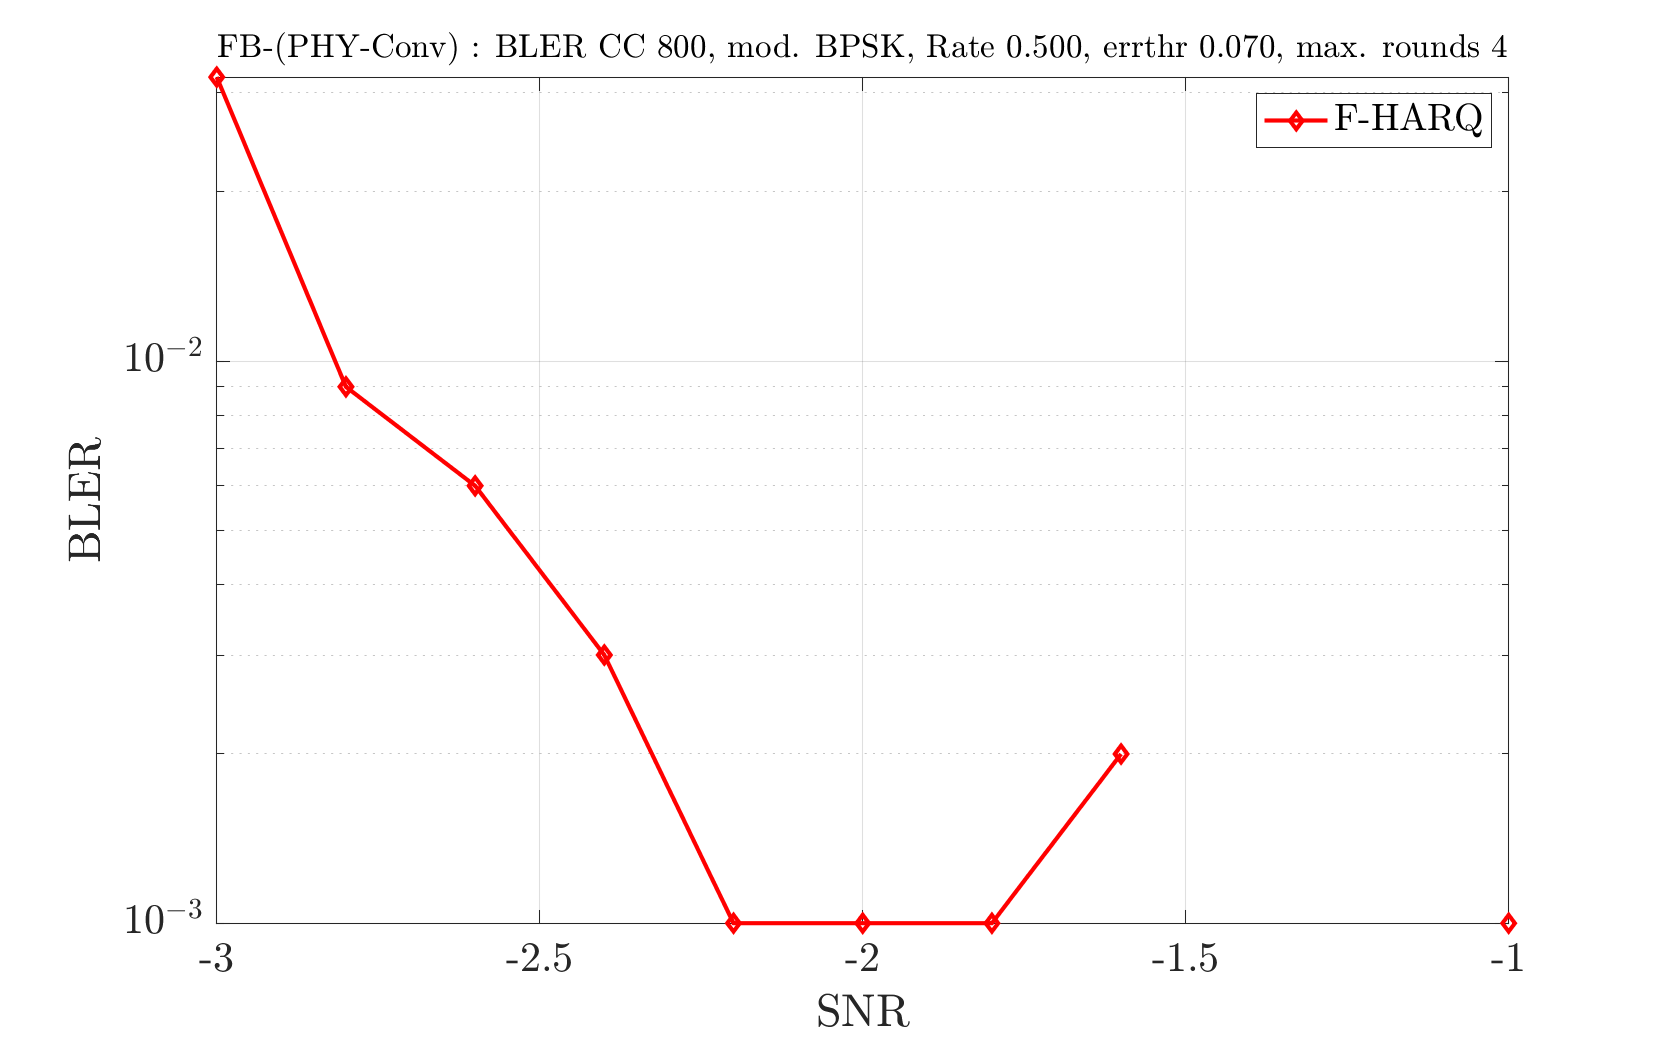 FB-(PHY-Conv) : BLER CC 800, mod. BPSK, Rate 0.500, errthr 0.070, max. rounds 4
F-HARQ
10⁻²
BLER
10⁻³
-3 -2.5 -2 -1.5 -1
SNR